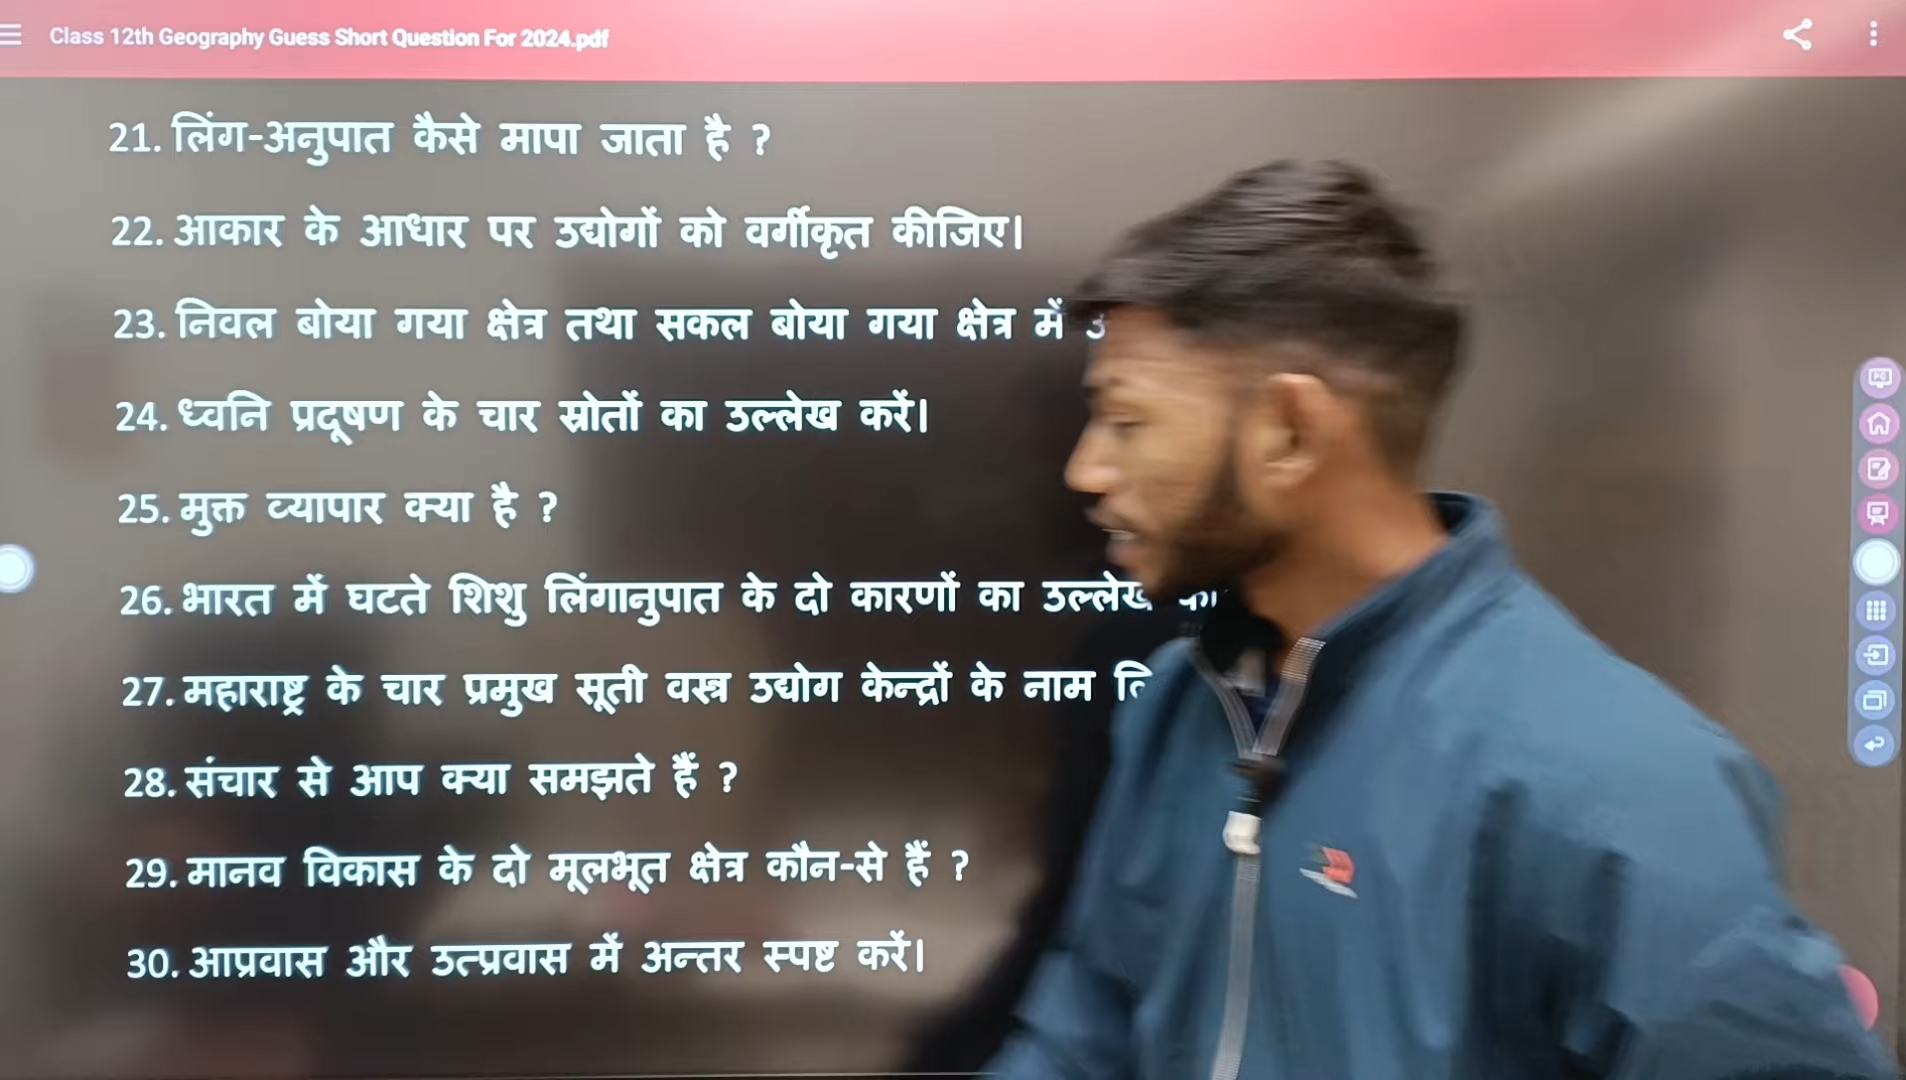 Class 12th Geography Guess Short Question For 2024.pdf
21. लिंग-अनुपात कैसे मापा जाता है ?
22. आकार के आधार पर उद्योगों को वर्गीकृत कीजिए।
23. निवल बोया गया क्षेत्र तथा सकल बोया गया क्षेत्र में
24. ध्वनि प्रदूषण के चार स्रोतों का उल्लेख करें।
25. मुक्त व्यापार क्या है ?
26. भारत में घटते शिशु लिंगानुपात के दो कारणों का उल्लेख
27. महाराष्ट्र के चार प्रमुख सूती वस्त्र उद्योग केन्द्रों के नाम
28. संचार से आप क्या समझते हैं ?
29. मानव विकास के दो मूलभूत क्षेत्र कौन-से हैं ?
30. आप्रवास और उत्प्रवास में अन्तर स्पष्ट करें।